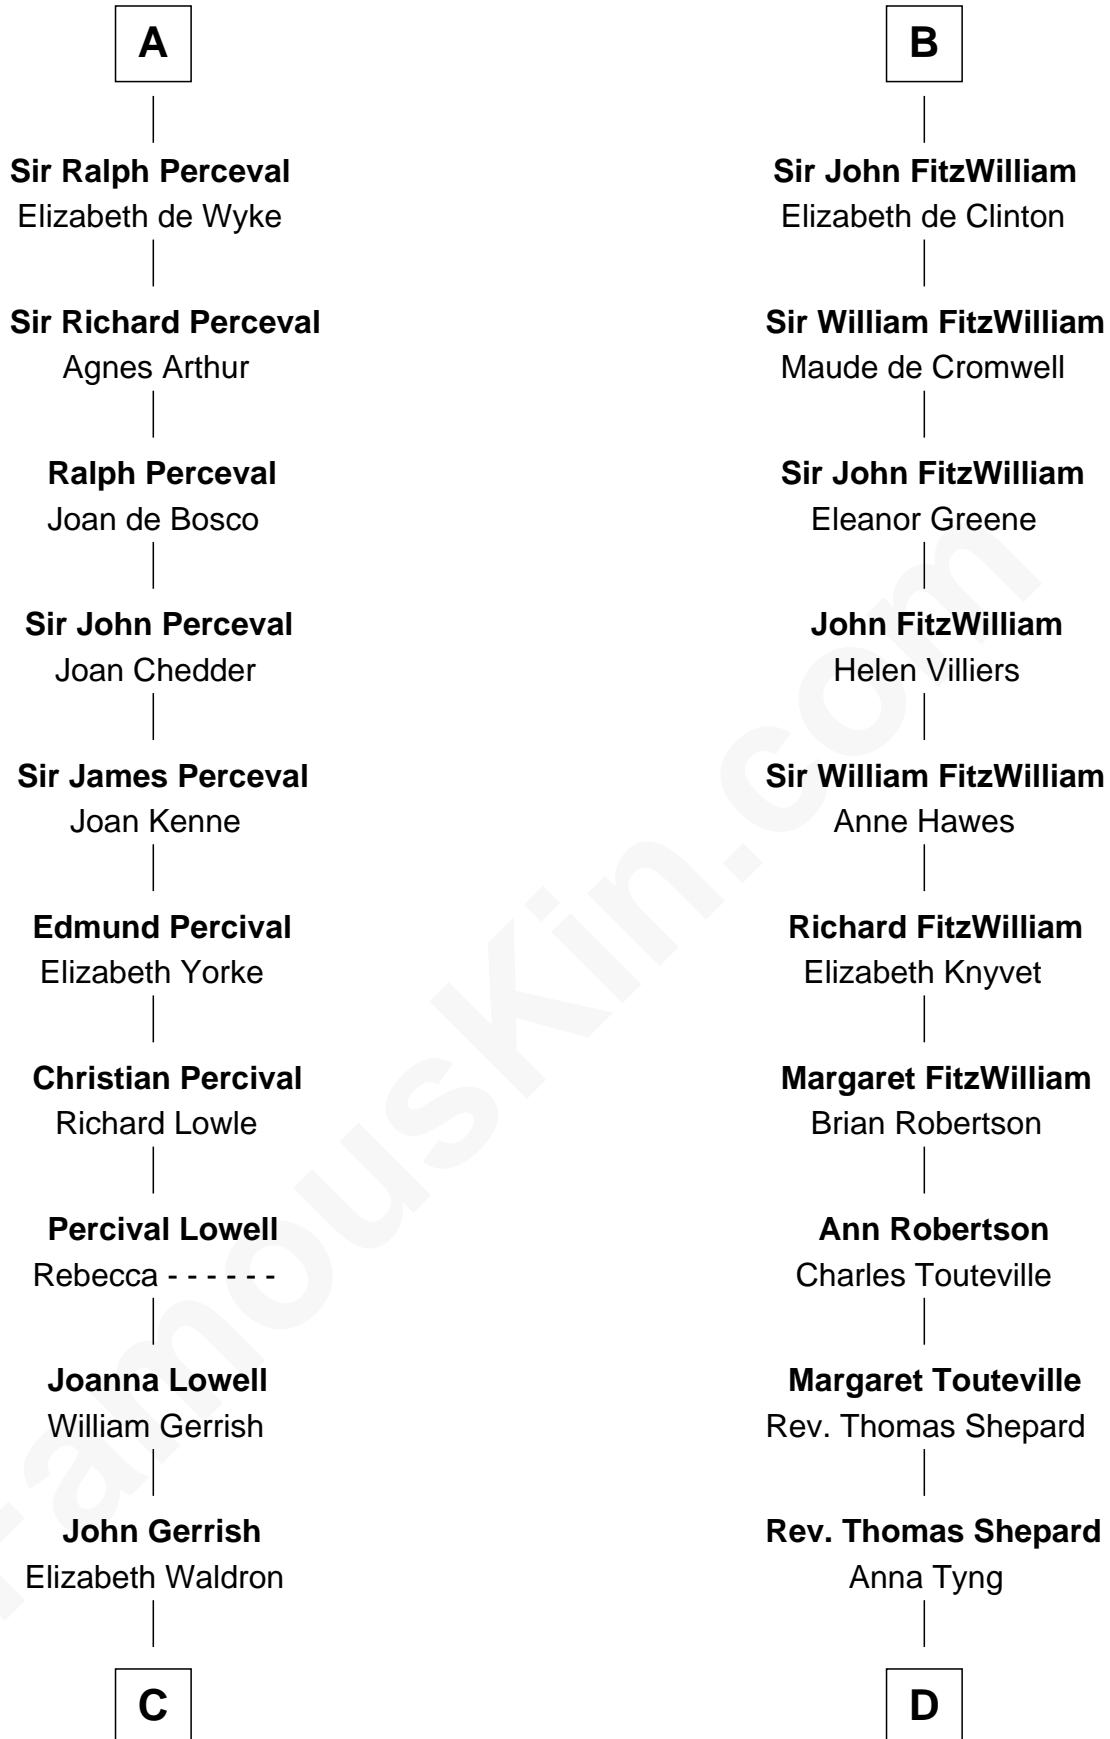 A
Sir Ralph Perceval
Elizabeth de Wyke
Sir Richard Perceval
Agnes Arthur
Ralph Perceval
Joan de Bosco
Sir John Perceval
Joan Chedder
Sir James Perceval
Joan Kenne
Edmund Percival
Elizabeth Yorke
Christian Percival
Richard Lowle
Percival Lowell
Rebecca - - - - - -
Joanna Lowell
William Gerrish
John Gerrish
Elizabeth Waldron
C
B
Sir John FitzWilliam
Elizabeth de Clinton
Sir William FitzWilliam
Maude de Cromwell
Sir John FitzWilliam
Eleanor Greene
John FitzWilliam
Helen Villiers
Sir William FitzWilliam
Anne Hawes
Richard FitzWilliam
Elizabeth Knyvet
Margaret FitzWilliam
Brian Robertson
Ann Robertson
Charles Touteville
Margaret Touteville
Rev. Thomas Shepard
Rev. Thomas Shepard
Anna Tyng
D
FamousKin.com